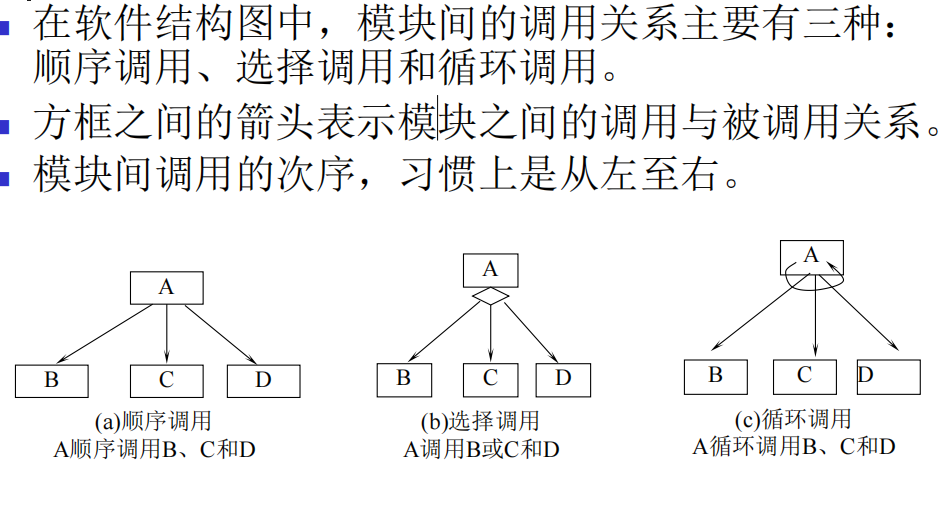 在软件结构图中，模块间的调用关系主要有三种：
顺序调用、选择调用和循环调用。
方框之间的箭头表示模块之间的调用与被调用关系。
模块间调用的次序，习惯上是从左至右。
A
B C D
(a)顺序调用
A顺序调用B、C和D
A
B C D
(b)选择调用
A调用B或C和D
A
B C D
(c)循环调用
A循环调用B、C和D